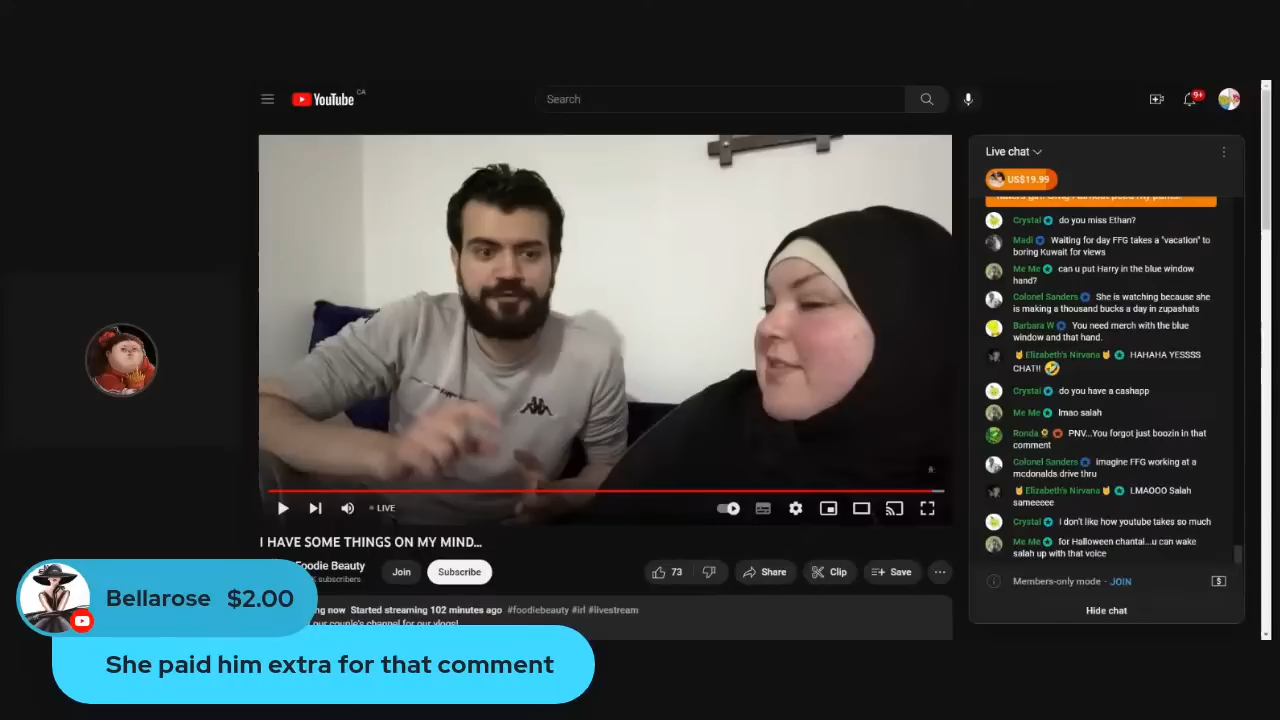 YouTube CA
Search
9+
Live chat
US$19.99
Crystal do you miss Ethan?
Madi Waiting for day FFG takes a "vacation" to
boring Kuwait for views
Me Me can u put Harry in the blue window
hand?
Colonel Sanders She is watching because she
is making a thousand bucks a day in zupashats
Barbara W You need merch with the blue
window and that hand.
Elizabeth's Nirvana HAHAHA YESSSS
CHAT!! 🤣
Crystal do you have a cashapp
Me Me lmao salah
Ronda PNV...You forgot just boozin in that
comment
Colonel Sanders imagine FFG working at a
mcdonalds drive thru
Elizabeth's Nirvana LMAOOO Salah
sameeeee
Crystal I don't like how youtube takes so much
Me Me for Halloween chantal...u can wake
salah up with that voice
Members-only mode - JOIN
Hide chat
LIVE
I HAVE SOME THINGS ON MY MIND...
Foodie Beauty
subscribers
Join
Subscribe
73
Share
Clip
Save
now Started streaming 102 minutes ago #foodiebeauty #irl #livestream
our couple's channel for our vlogs!
Bellarose $2.00
She paid him extra for that comment